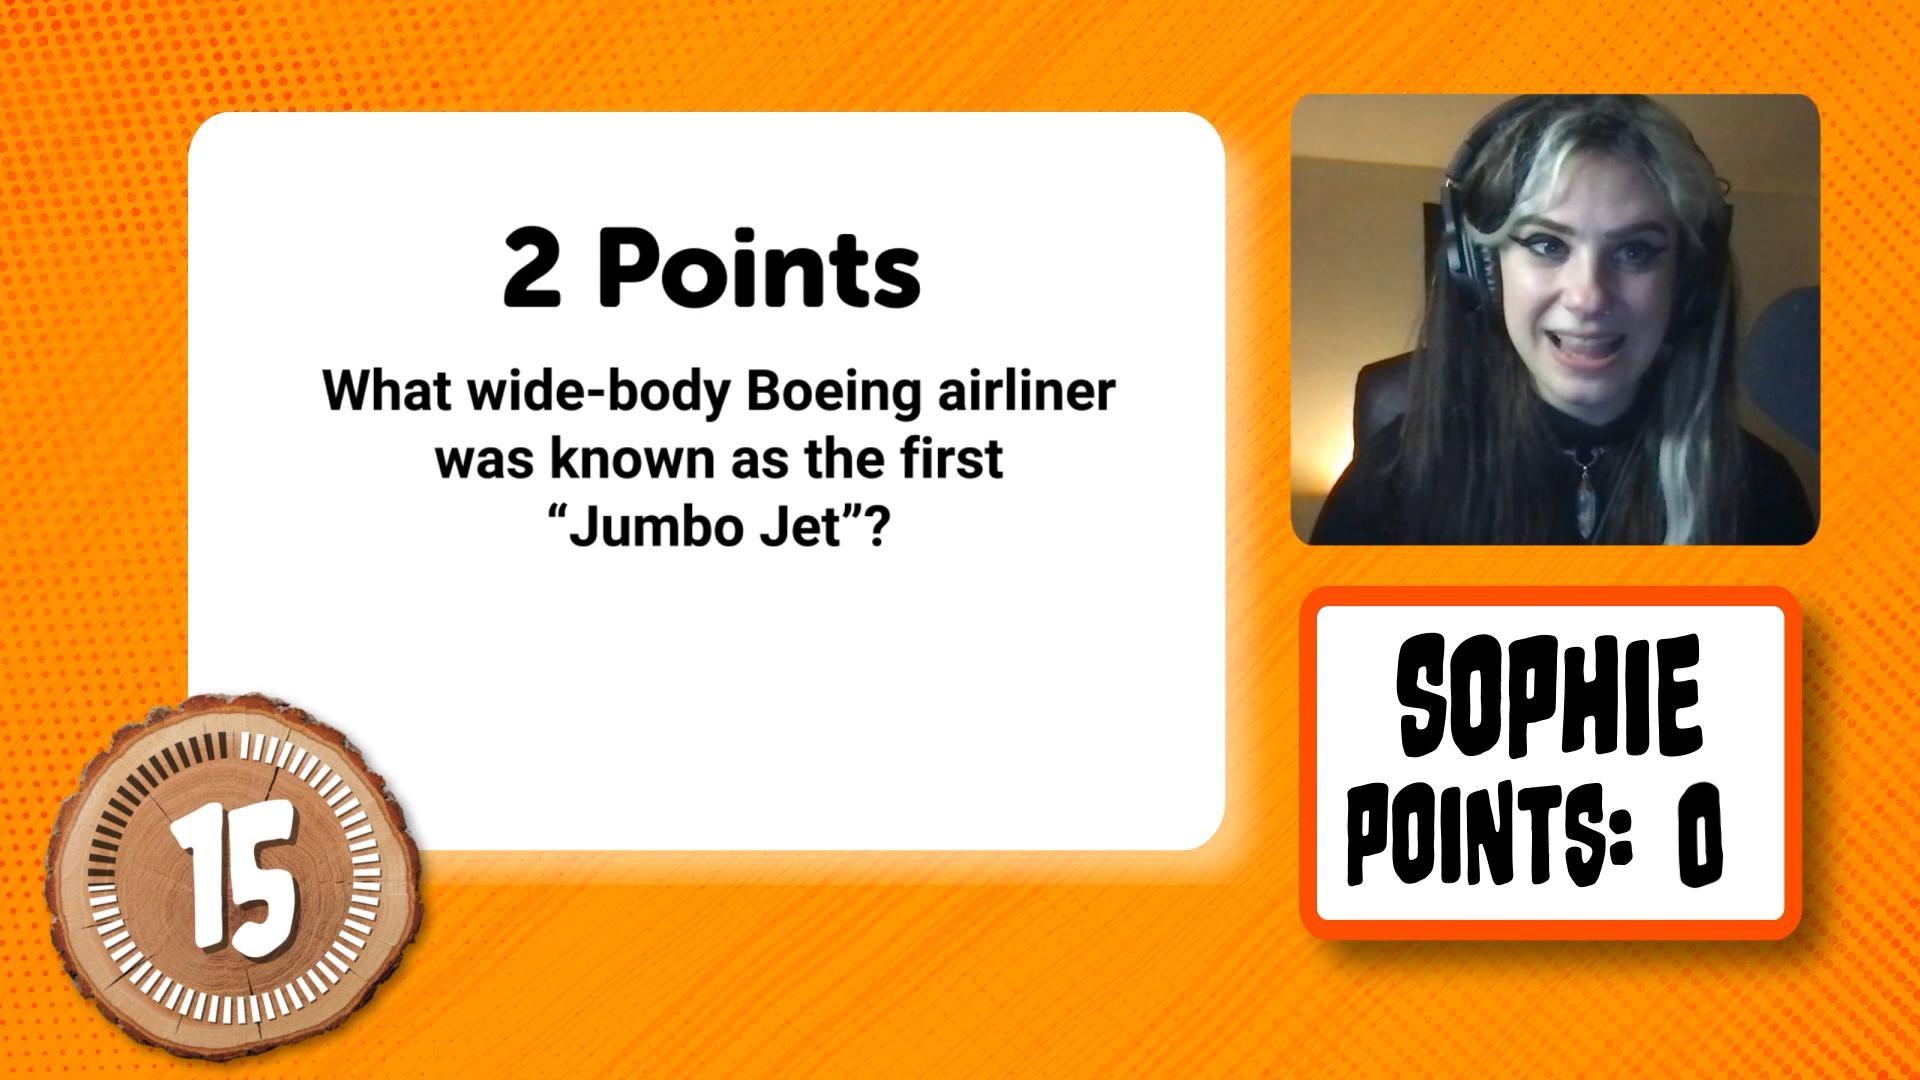 2 Points
What wide-body Boeing airliner
was known as the first
“Jumbo Jet”?
15
SOPHIE
POINTS: 0